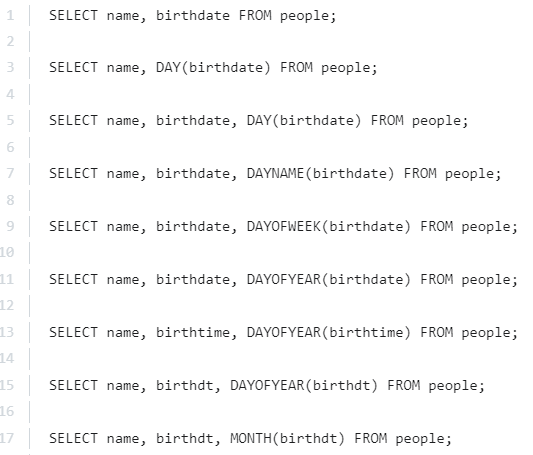 1 SELECT name, birthdate FROM people;
2
3 SELECT name, DAY(birthdate) FROM people;
4
5 SELECT name, birthdate, DAY(birthdate) FROM people;
6
7 SELECT name, birthdate, DAYNAME(birthdate) FROM people;
8
9 SELECT name, birthdate, DAYOFWEEK(birthdate) FROM people;
10
11 SELECT name, birthdate, DAYOFYEAR(birthdate) FROM people;
12
13 SELECT name, birthtime, DAYOFYEAR(birthtime) FROM people;
14
15 SELECT name, birthdt, DAYOFYEAR(birthdt) FROM people;
16
17 SELECT name, birthdt, MONTH(birthdt) FROM people;